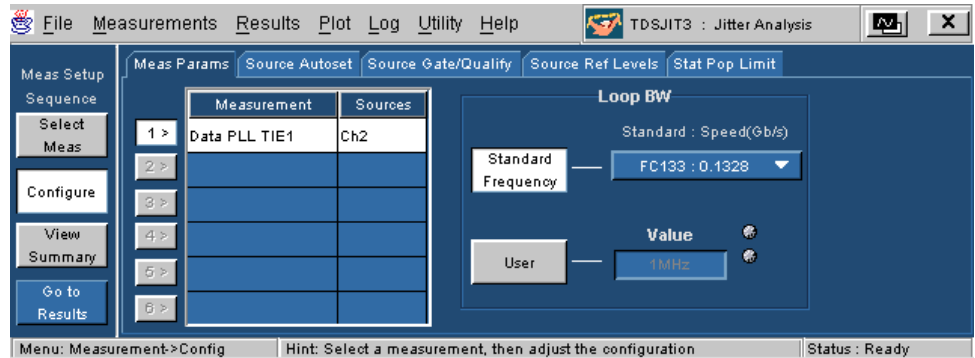 File Measurements Results Plot Log Utility Help TDSJIT3 : Jitter Analysis x
Meas Setup
Sequence
Select
Meas
Configure
View
Summary
Go to
Results
Meas Params Source Autoset Source Gate/Qualify Source Ref Levels Stat Pop Limit
Measurement Sources
1 > Data PLL TIE1 Ch2
2 >
3 >
4 >
5 >
6 >
Loop BW
Standard : Speed(Gb/s)
Standard
Frequency
FC133 : 0.1328
Value
User
1MHz
Menu: Measurement->Config Hint: Select a measurement, then adjust the configuration Status : Ready